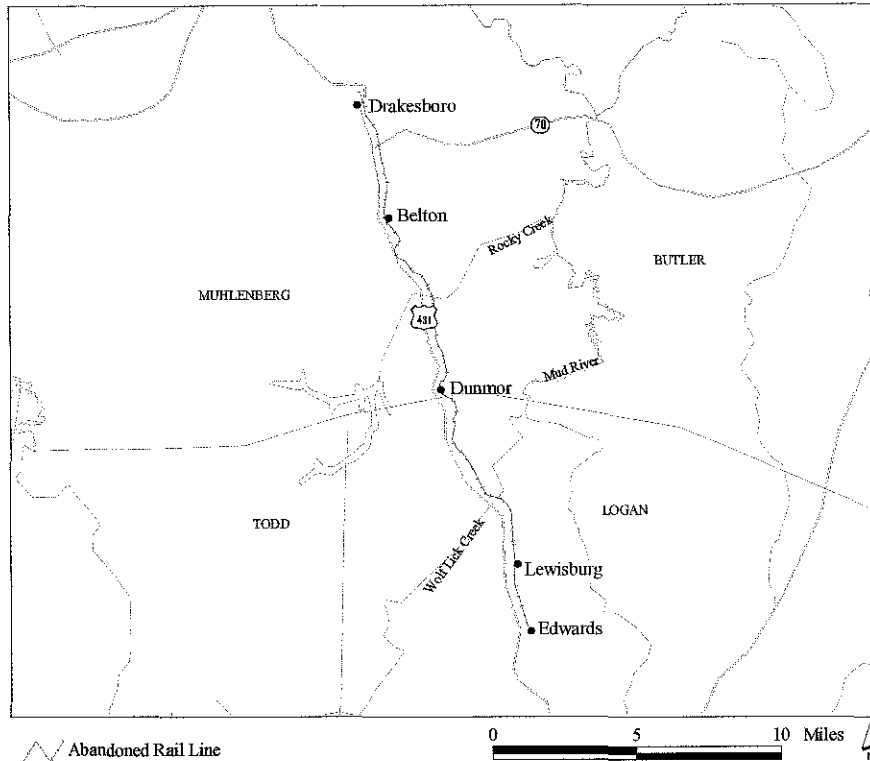 Drakesboro
70
Belton
Rocky Creek
BUTLER
MUHLENBERG
431
Mud River
Dunmor
LOGAN
TODD
Wolf Lick Creek
Lewisburg
Edwards
0 5 10 Miles
Abandoned Rail Line